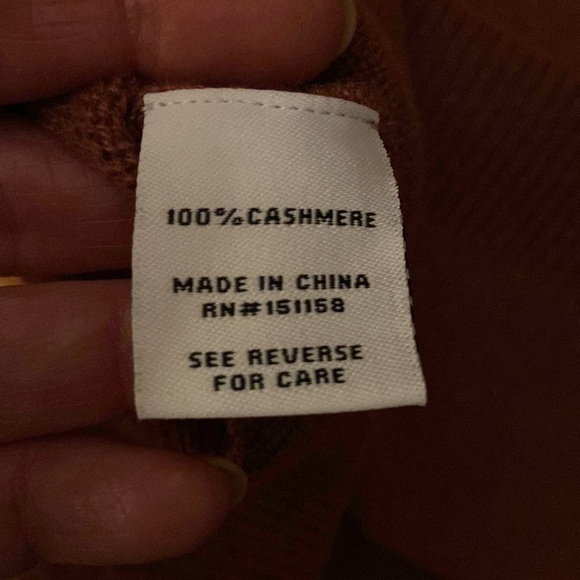 100% CASHMERE
MADE IN CHINA
RN#151158
SEE REVERSE
FOR CARE